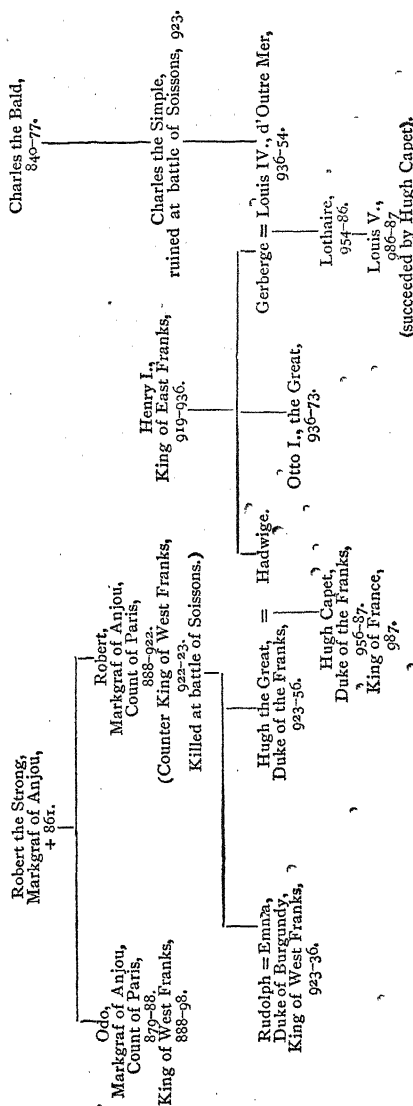 Robert the Strong,
Markgraf of Anjou,
+ 861.
Charles the Bald,
840–77.
Odo,
Markgraf of Anjou,
Count of Paris,
879–88.
King of West Franks,
888–98.
Robert,
Markgraf of Anjou,
Count of Paris,
888–922.
(Counter King of West Franks,
922–23.
Killed at battle of Soissons.)
Henry I.,
King of East Franks,
919–936.
Charles the Simple,
ruined at battle of Soissons, 923.
Rudolph = Emma,
Duke of Burgundy,
King of West Franks,
923–36.
Hugh the Great, = Hadwige.
Duke of the Franks,
923–56.
Otto I., the Great,
936–73.
Gerberge = Louis IV., d'Outre Mer,
936–54.
Hugh Capet,
Duke of the Franks,
956–87.
King of France,
987.
Lothaire,
954–86.
Louis V.,
986–87
(succeeded by Hugh Capet).